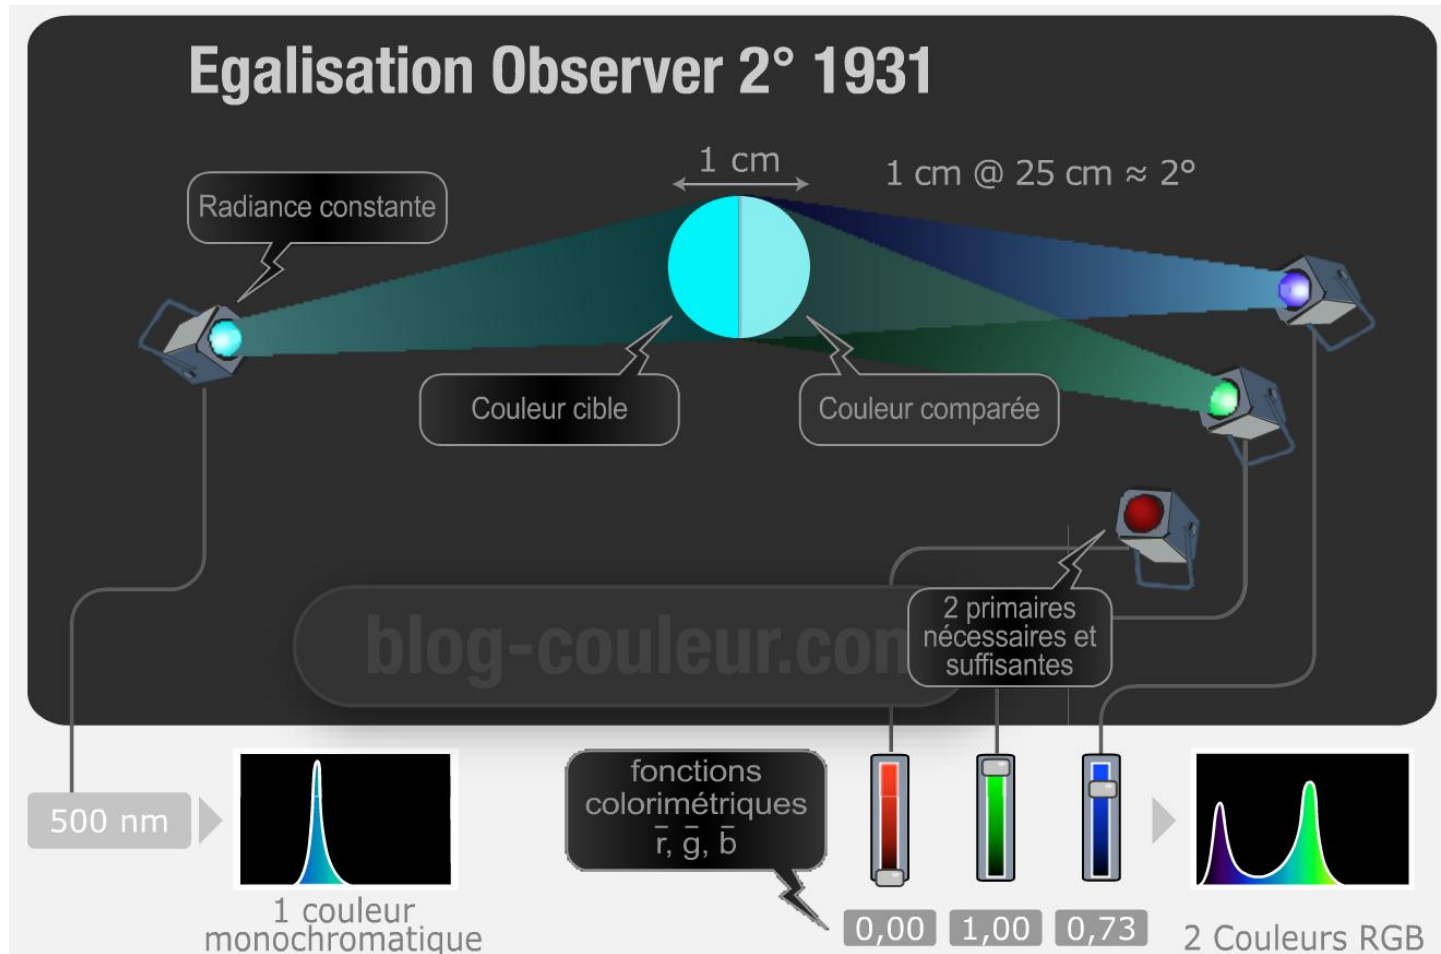 Egalisation Observer 2° 1931
1 cm
1 cm @ 25 cm ≈ 2°
Radiance constante
Couleur cible
Couleur comparée
2 primaires
nécessaires et
suffisantes
blog-couleur.com
500 nm
1 couleur
monochromatique
fonctions
colorimétriques
r̅, g̅, b̅
0,00
1,00
0,73
2 Couleurs RGB